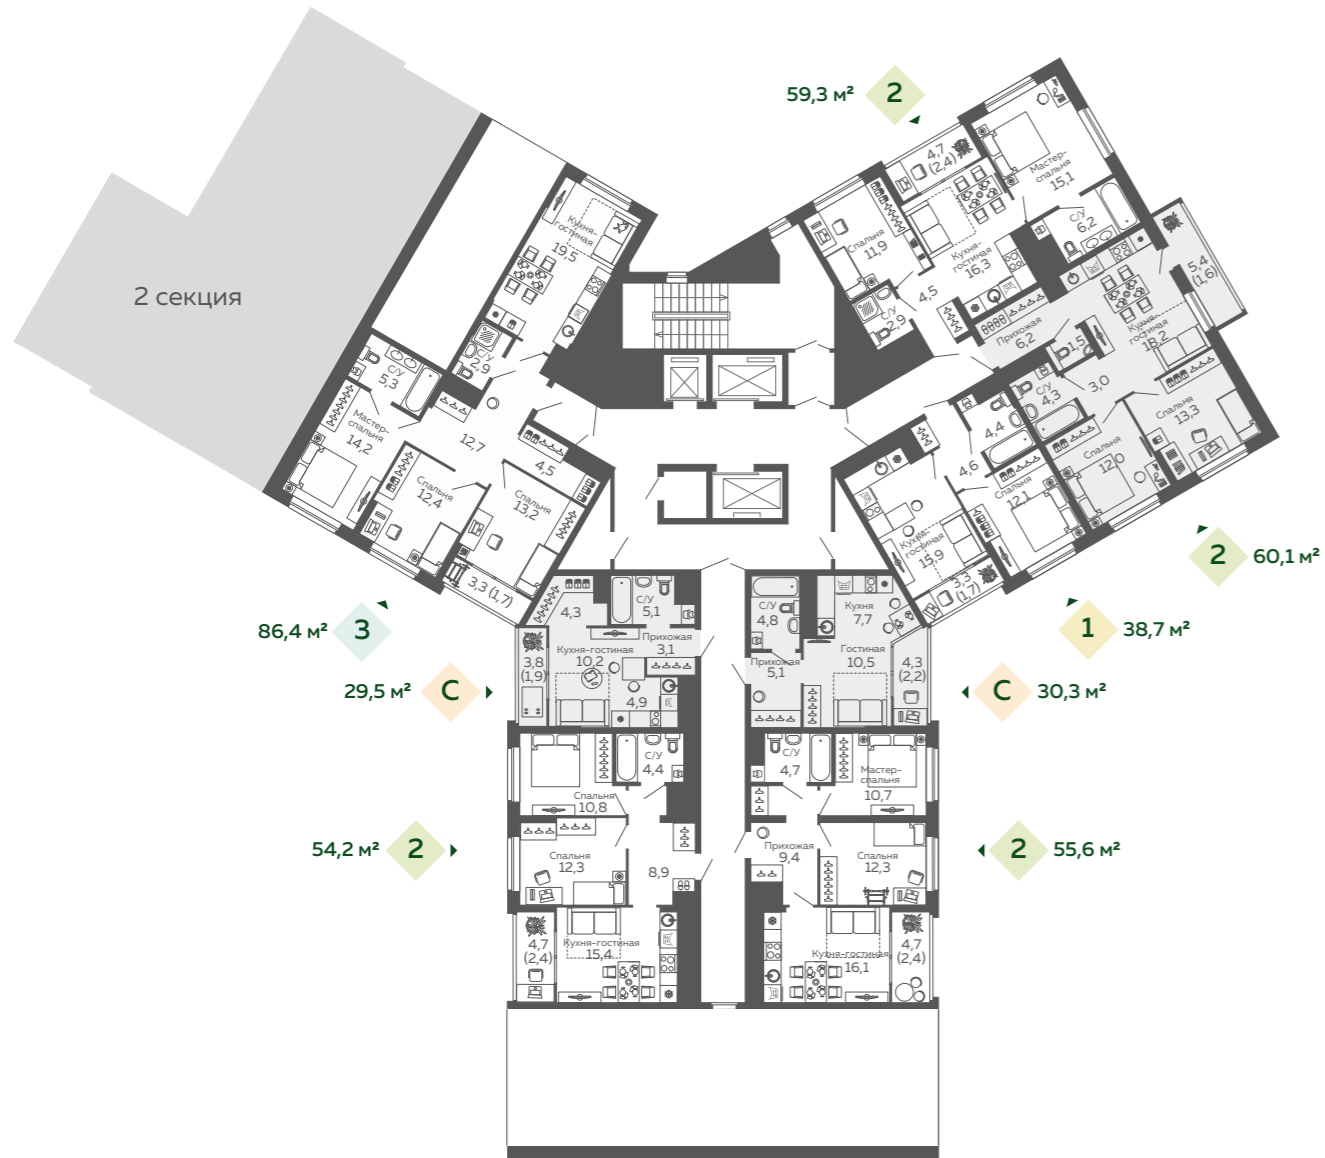 59,3 м² 2
2 секция
4,7
(2,4)
Мастер-
спальня
15,1
С/У
6,2
Спальня
11,9
Кухня-
гостиная
16,3
4,5
С/У
2,9
5,4
(1,6)
Прихожая
6,2
Кухня-
гостиная
18,2
1,5
3,0
С/У
4,3
Спальня
13,3
Спальня
12,0
2 60,1 м²
Кухня-
гостиная
19,5
С/У
2,9
С/У
5,3
Мастер-
спальня
14,2
12,7
4,5
Спальня
12,4
Спальня
13,2
3,3 (1,7)
86,4 м² 3
4,4
4,6
Спальня
12,1
Кухня-
гостиная
15,9
3,3
(1,7)
1 38,7 м²
4,3
С/У
5,1
Прихожая
3,1
Кухня-гостиная
10,2
3,8
(1,9)
4,9
29,5 м² С
С/У
4,8
Кухня
7,7
Прихожая
5,1
Гостиная
10,5
4,3
(2,2)
С 30,3 м²
С/У
4,4
Спальня
10,8
Спальня
12,3
8,9
Кухня-гостиная
15,4
4,7
(2,4)
54,2 м² 2
С/У
4,7
Мастер-
спальня
10,7
Прихожая
9,4
Спальня
12,3
Кухня-гостиная
16,1
4,7
(2,4)
2 55,6 м²